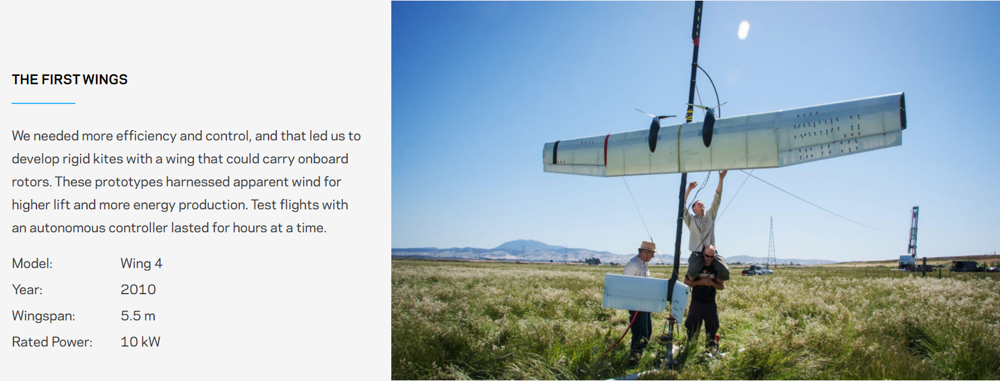 THE FIRST WINGS
We needed more efficiency and control, and that led us to
develop rigid kites with a wing that could carry onboard
rotors. These prototypes harnessed apparent wind for
higher lift and more energy production. Test flights with
an autonomous controller lasted for hours at a time.
Model: Wing 4
Year: 2010
Wingspan: 5.5 m
Rated Power: 10 kW